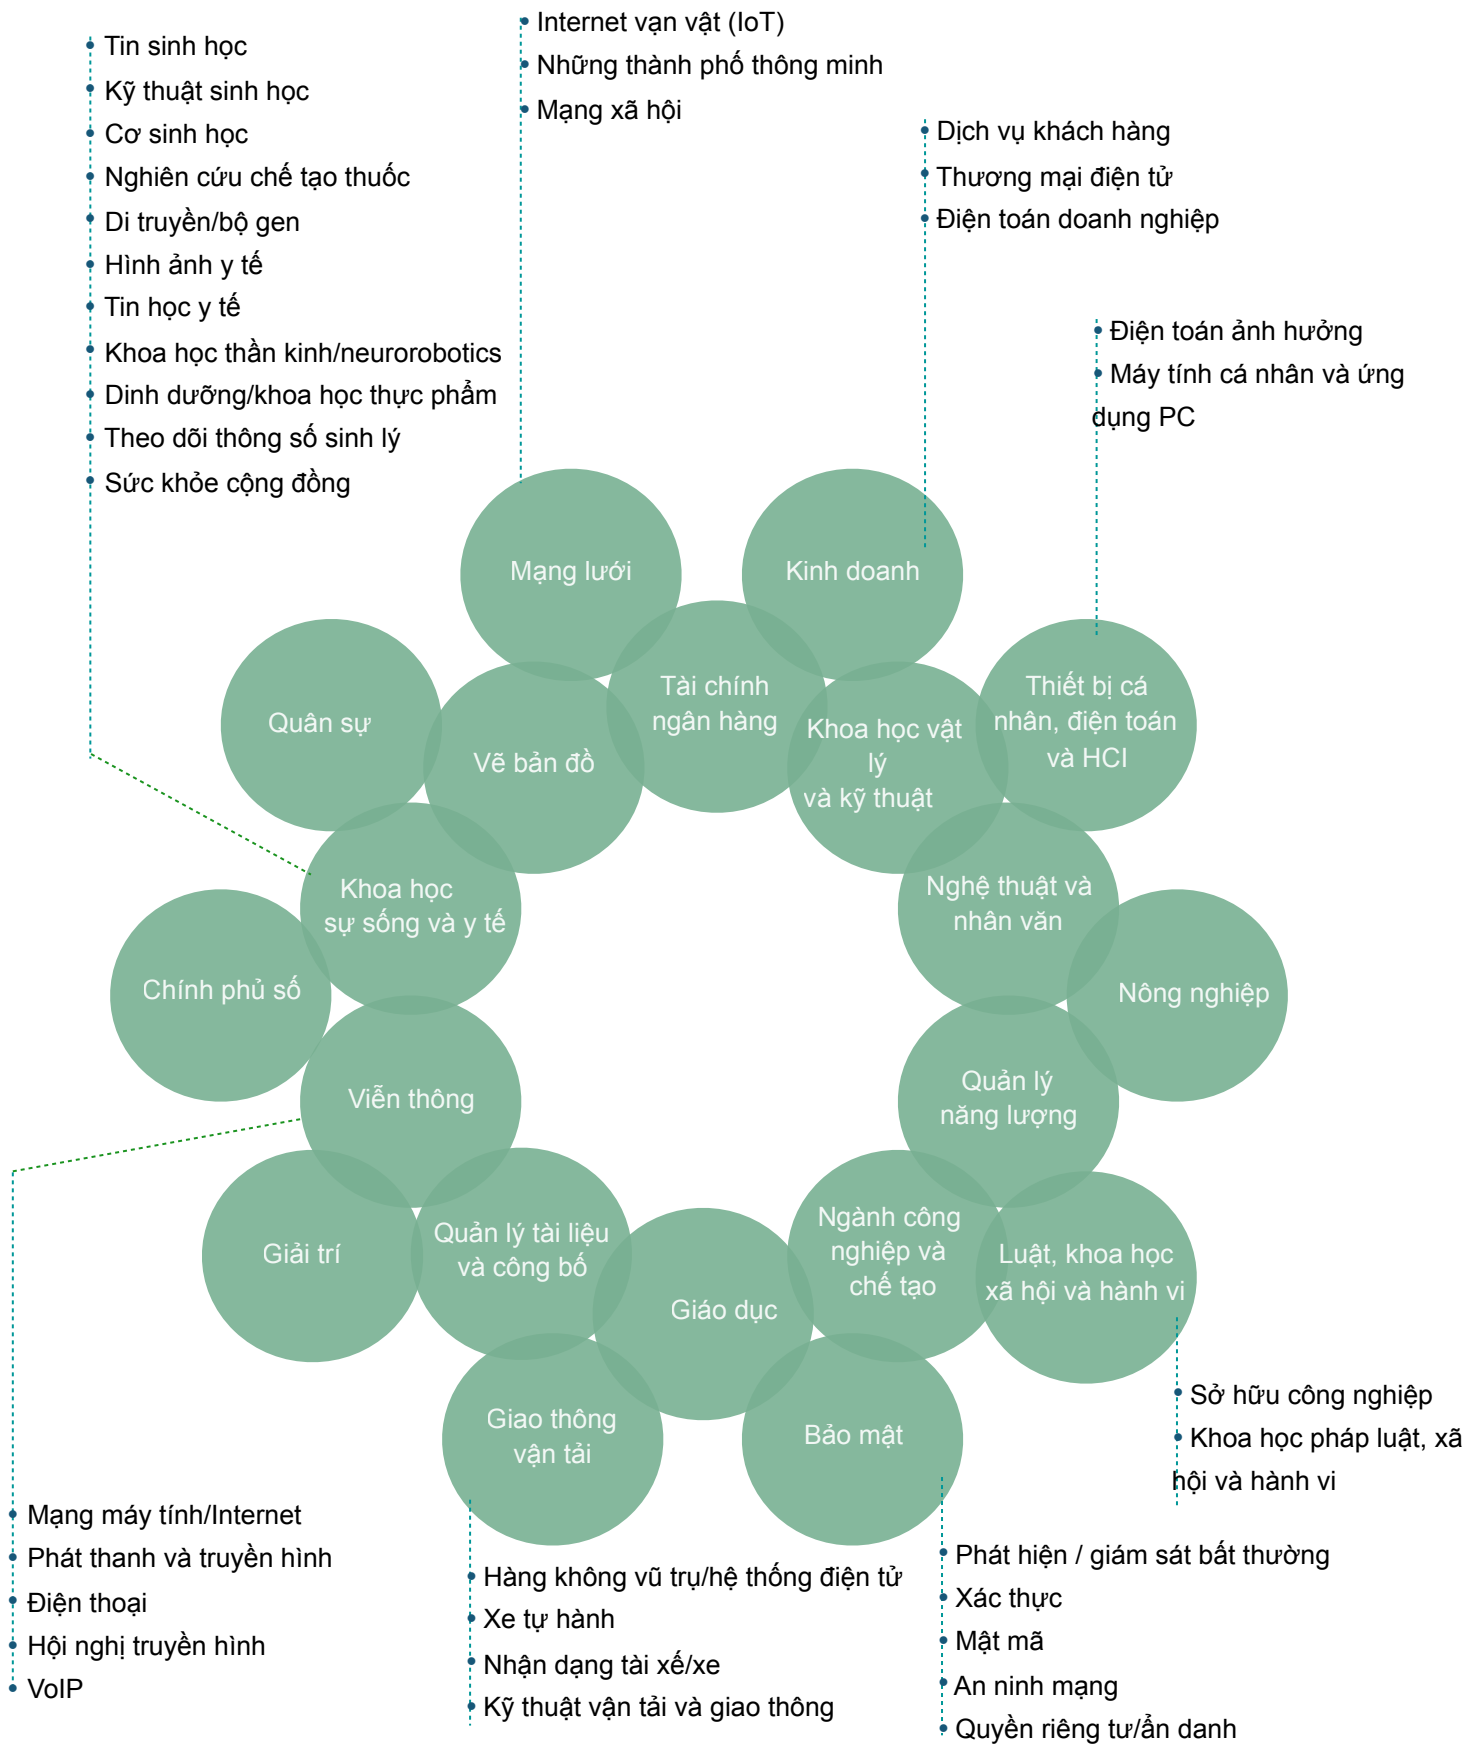 Internet vạn vật (IoT)
Những thành phố thông minh
Mạng xã hội
Tin sinh học
Kỹ thuật sinh học
Cơ sinh học
Nghiên cứu chế tạo thuốc
Di truyền/bộ gen
Hình ảnh y tế
Tin học y tế
Khoa học thần kinh/neurorobotics
Dinh dưỡng/khoa học thực phẩm
Theo dõi thông số sinh lý
Sức khỏe cộng đồng
Dịch vụ khách hàng
Thương mại điện tử
Điện toán doanh nghiệp
Điện toán ảnh hưởng
Máy tính cá nhân và ứng
dụng PC
Mạng lưới
Kinh doanh
Quân sự
Vẽ bản đồ
Tài chính
ngân hàng
Khoa học vật
lý
và kỹ thuật
Thiết bị cá
nhân, điện toán
và HCI
Khoa học
sự sống và y tế
Nghệ thuật và
nhân văn
Chính phủ số
Nông nghiệp
Viễn thông
Quản lý
năng lượng
Giải trí
Quản lý tài liệu
và công bố
Giáo dục
Ngành công
nghiệp và
chế tạo
Luật, khoa học
xã hội và hành vi
Giao thông
vận tải
Bảo mật
Sở hữu công nghiệp
Khoa học pháp luật, xã
hội và hành vi
Mạng máy tính/Internet
Phát thanh và truyền hình
Điện thoại
Hội nghị truyền hình
VoIP
Hàng không vũ trụ/hệ thống điện tử
Xe tự hành
Nhận dạng tài xế/xe
Kỹ thuật vận tải và giao thông
Phát hiện / giám sát bất thường
Xác thực
Mật mã
An ninh mạng
Quyền riêng tư/ẩn danh